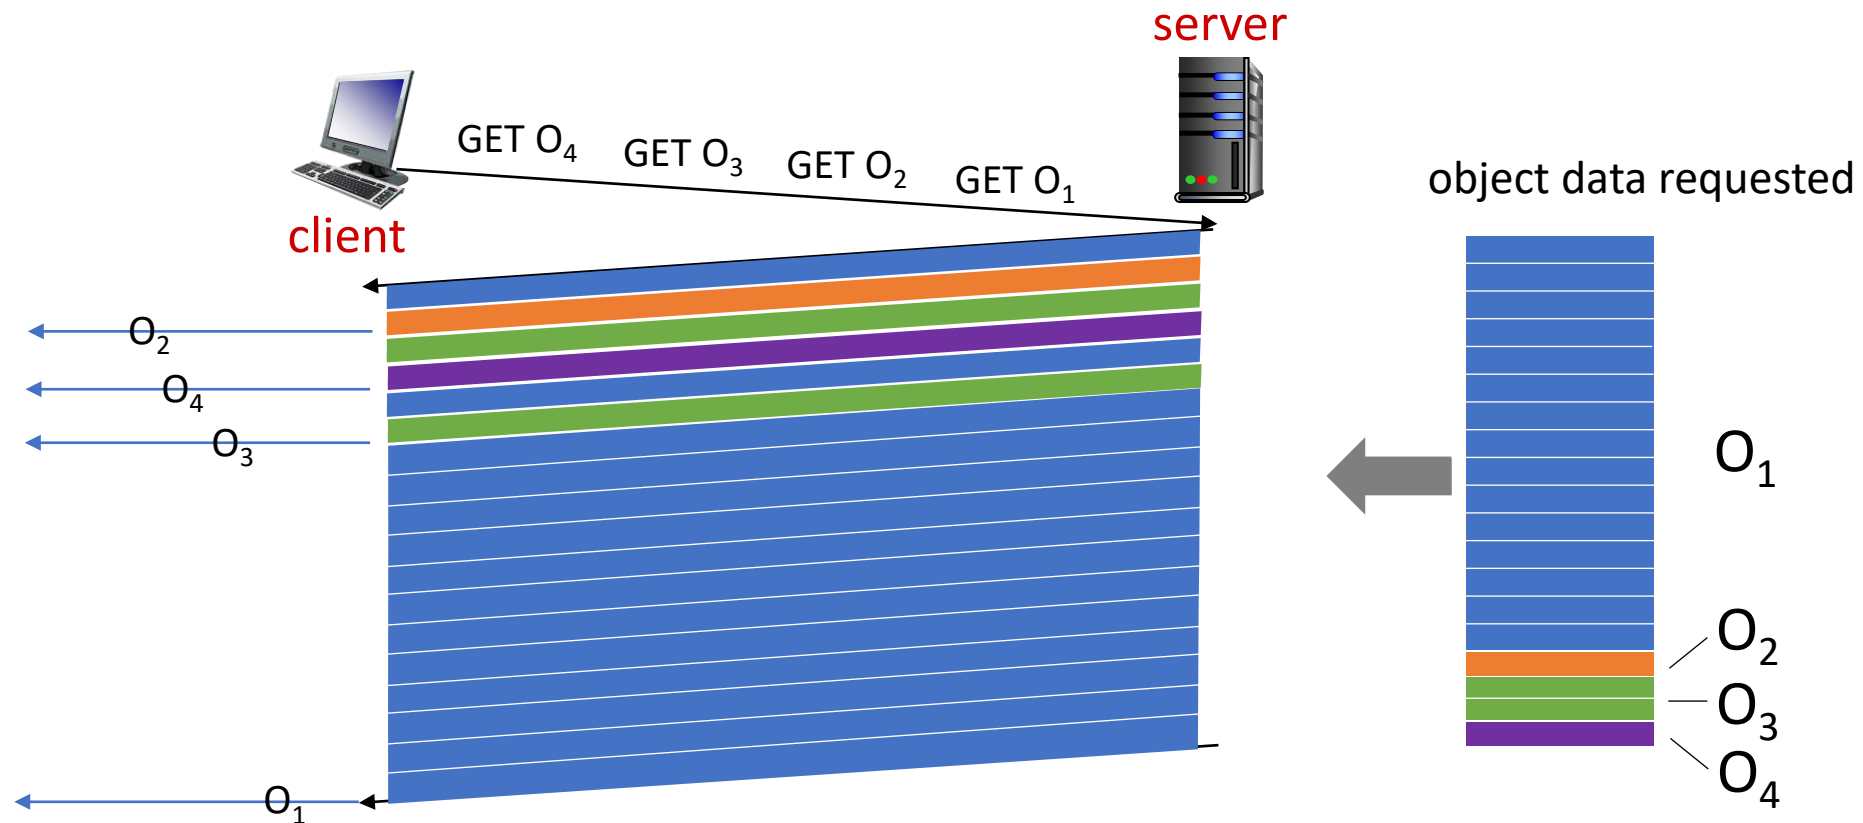 server
GET O₄
GET O₃
GET O₂
GET O₁
object data requested
client
O₂
O₄
O₃
O₁
O₁
O₂
O₃
O₄